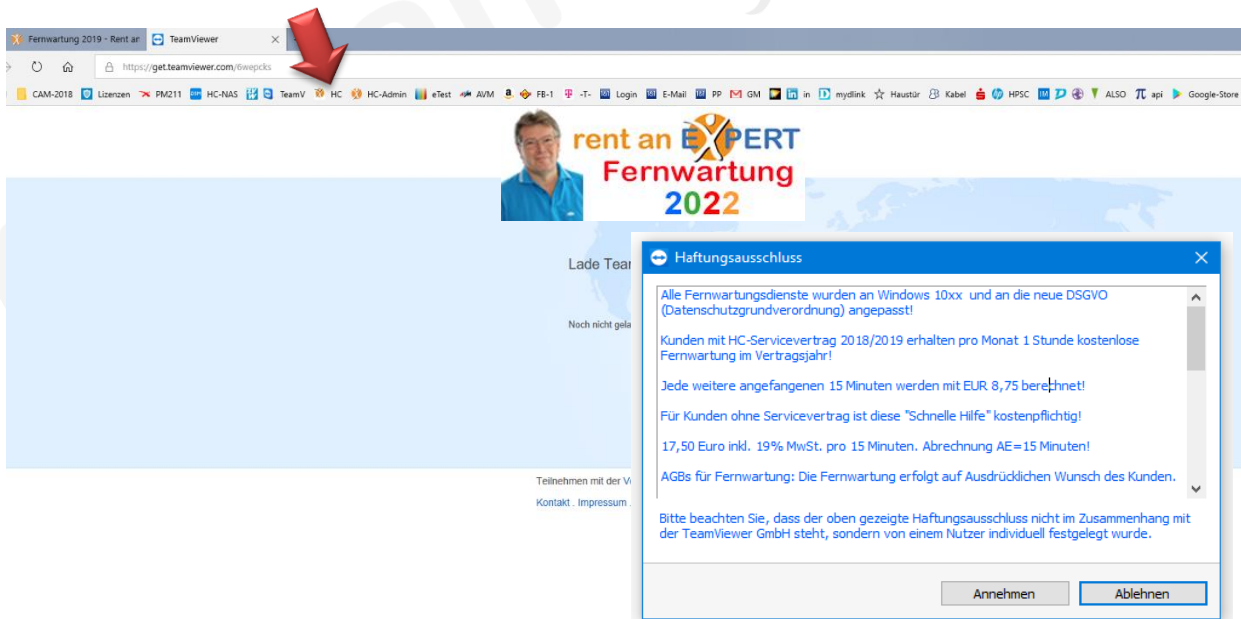 Fernwartung 2019 - Rent ar TeamViewer
https://get.teamviewer.com/6wepcks
CAM-2018 Lizenzen PM211 HC-NAS TeamV HC HC-Admin eTest AVM FB-1 -T- Login E-Mail PP GM in mydlink Haustür Kabel HPSC ALSO api Google-Store
rent an EXPERT
Fernwartung
2022
Lade Tear
Noch nicht gela
Teilnehmen mit der V
Kontakt . Impressum .
Haftungsausschluss
Alle Fernwartungsdienste wurden an Windows 10xx und an die neue DSGVO
(Datenschutzgrundverordnung) angepasst!
Kunden mit HC-Servicevertrag 2018/2019 erhalten pro Monat 1 Stunde kostenlose
Fernwartung im Vertragsjahr!
Jede weitere angefangenen 15 Minuten werden mit EUR 8,75 berechnet!
Für Kunden ohne Servicevertrag ist diese "Schnelle Hilfe" kostenpflichtig!
17,50 Euro inkl. 19% MwSt. pro 15 Minuten. Abrechnung AE=15 Minuten!
AGBs für Fernwartung: Die Fernwartung erfolgt auf Ausdrücklichen Wunsch des Kunden.
Bitte beachten Sie, dass der oben gezeigte Haftungsausschluss nicht im Zusammenhang mit
der TeamViewer GmbH steht, sondern von einem Nutzer individuell festgelegt wurde.
Annehmen Ablehnen